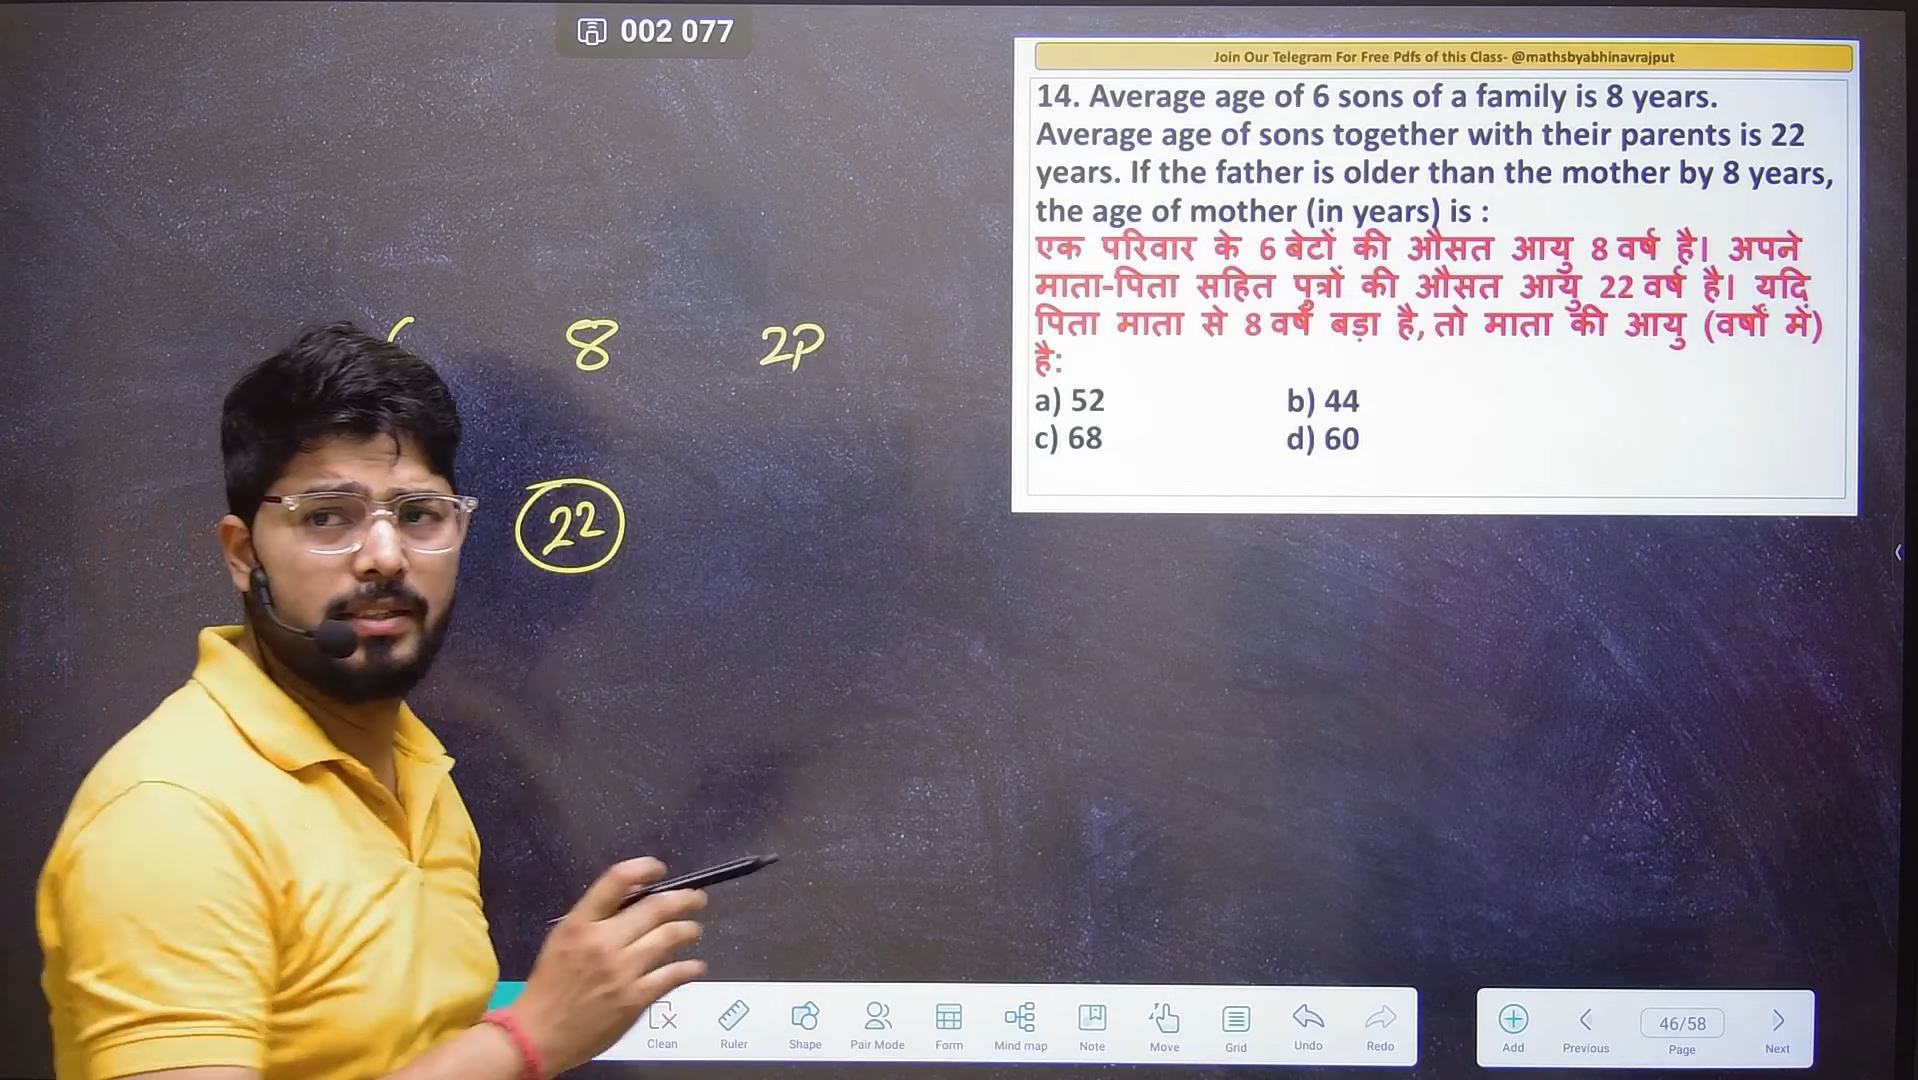 002 077
Join Our Telegram For Free Pdfs of this Class- @mathsbyabhinavrajput
14. Average age of 6 sons of a family is 8 years.
Average age of sons together with their parents is 22
years. If the father is older than the mother by 8 years,
the age of mother (in years) is :
एक परिवार के 6 बेटों की औसत आयु 8 वर्ष है। अपने
माता-पिता सहित पुत्रों की औसत आयु 22 वर्ष है। यदि
पिता माता से 8 वर्ष बड़ा है, तो माता की आयु (वर्षों में)
है:
a) 52 b) 44
c) 68 d) 60
8 2P
22
Clean Ruler Shape Pair Mode Form Mind map Note Move Grid Undo Redo
Add Previous 46/58 Page Next